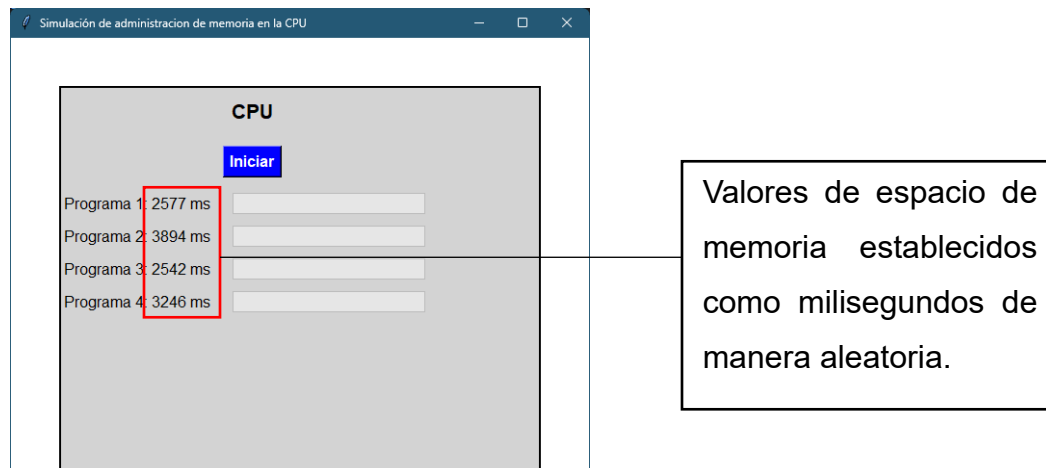 Simulación de administracion de memoria en la CPU
CPU
Iniciar
Programa 1: 2577 ms
Programa 2: 3894 ms
Programa 3: 2542 ms
Programa 4: 3246 ms
Valores de espacio de
memoria establecidos
como milisegundos de
manera aleatoria.